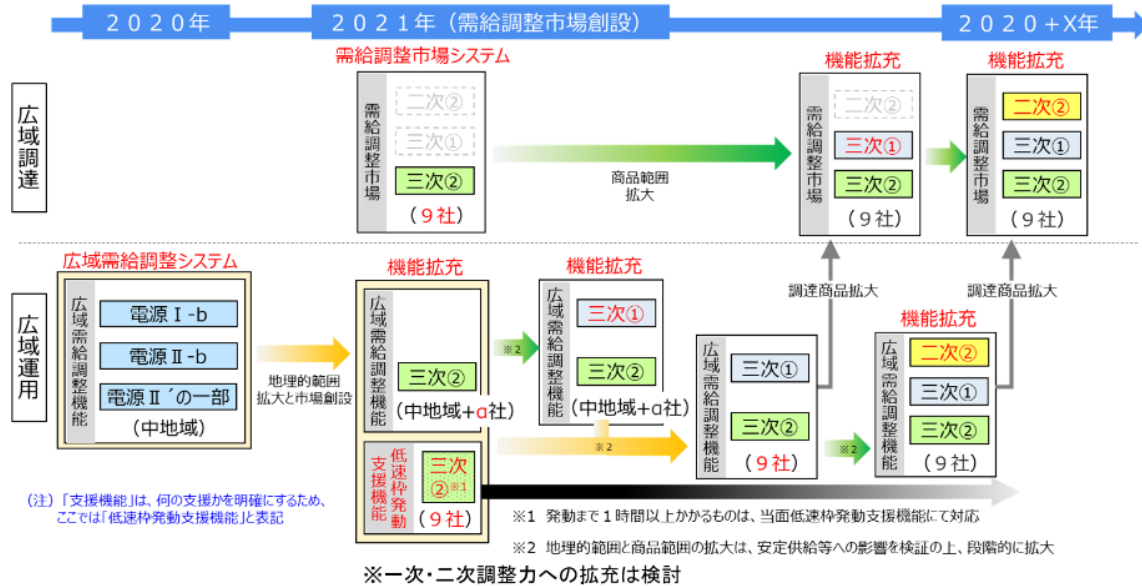 2020年
2021年(需給調整市場創設)
2020+X年
広域調達
需給調整市場システム
需給調整市場
二次②
三次①
三次②
(9社)
商品範囲
拡大
機能拡充
需給調整市場
二次②
三次①
三次②
(9社)
機能拡充
需給調整市場
二次②
三次①
三次②
(9社)
調達商品拡大
調達商品拡大
広域運用
広域需給調整システム
広域需給調整機能
電源Ⅰ-b
電源Ⅱ-b
電源Ⅱ´の一部
(中地域)
地理的範囲
拡大と市場創設
機能拡充
広域需給調整機能
三次②
(中地域+α社)
低速枠発動
支援機能
三次
②※1
(9社)
※2
機能拡充
広域需給調整機能
三次①
三次②
(中地域+α社)
※2
広域需給調整機能
三次①
三次②
(9社)
※2
機能拡充
広域需給調整機能
二次②
三次①
三次②
(9社)
(注)「支援機能」は、何の支援かを明確にするため、
ここでは「低速枠発動支援機能」と表記
※1 発動まで1時間以上かかるものは、当面低速枠発動支援機能にて対応
※2 地理的範囲と商品範囲の拡大は、安定供給等への影響を検証の上、段階的に拡大
※一次・二次調整力への拡充は検討